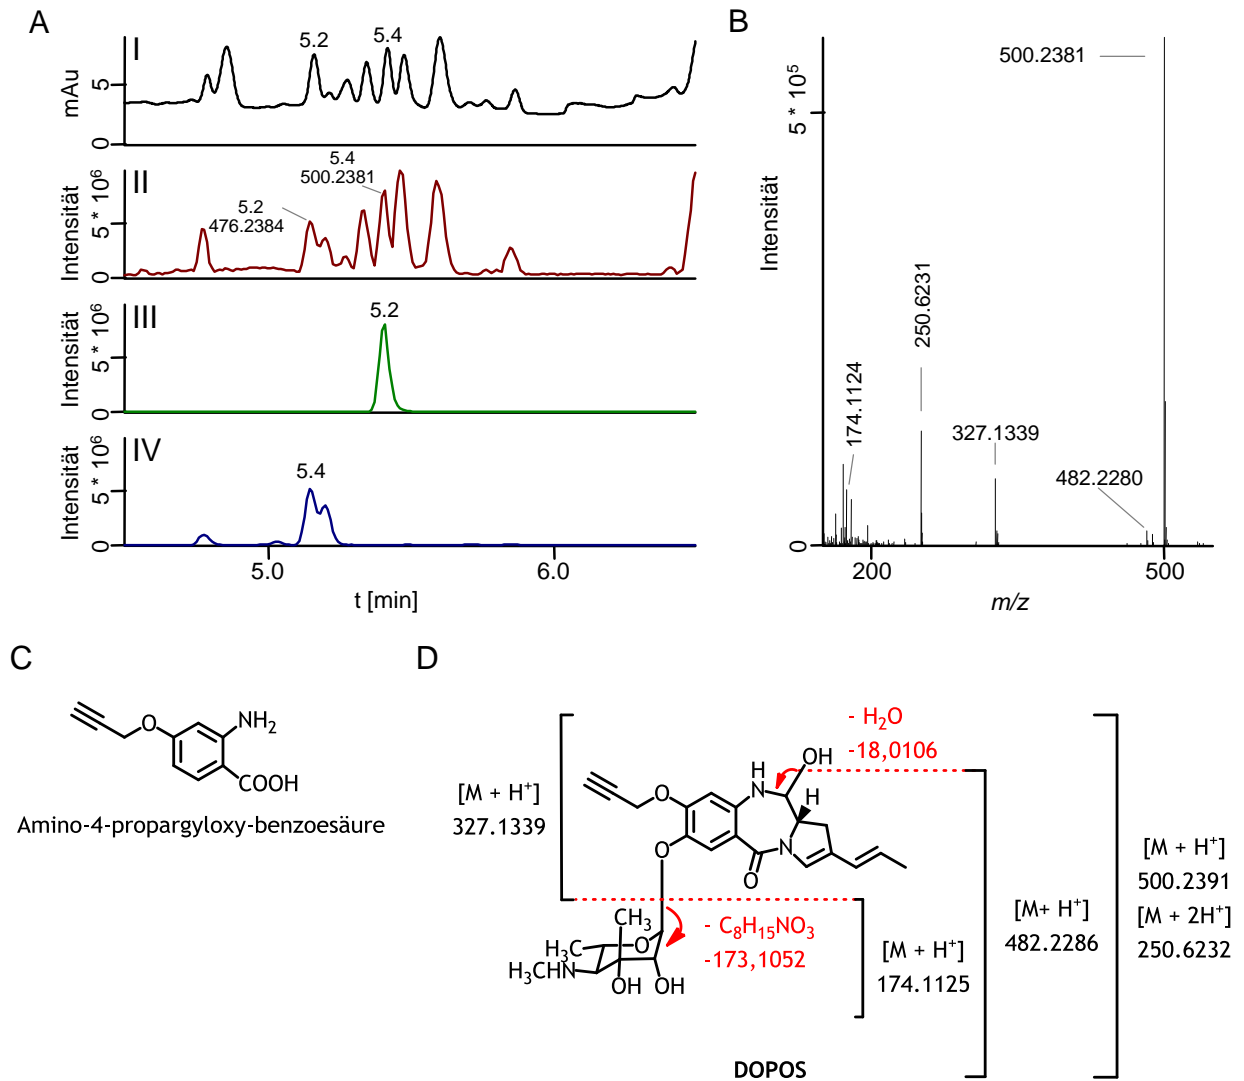 A
I
5.2
5.4
mAu
5
0
II
5.4
500.2381
5.2
476.2384
Intensität
5 * 10⁶
0
III
5.2
Intensität
5 * 10⁶
0
IV
5.4
Intensität
5 * 10⁶
0
5.0
6.0
t [min]
B
500.2381
5 * 10⁵
Intensität
250.6231
174.1124
327.1339
482.2280
0
200
500
m/z
C
O
NH₂
COOH
Amino-4-propargyloxy-benzoesäure
D
- H₂O
-18,0106
OH
H
N
H
O
N
O
O
[M + H⁺]
327.1339
CH₃
- C₈H₁₅NO₃
-173,1052
H₃C
O
H₃CHN
OH
OH
[M + H⁺]
174.1125
[M+ H⁺]
482.2286
[M + H⁺]
500.2391
[M + 2H⁺]
250.6232
DOPOS